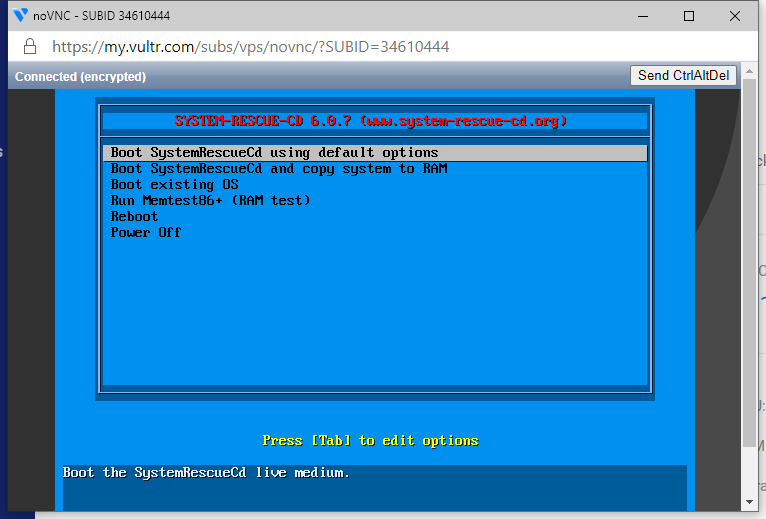 noVNC - SUBID 34610444
https://my.vultr.com/subs/vps/novnc/?SUBID=34610444
Connected (encrypted)
Send CtrlAltDel
SYSTEM-RESCUE-CD 6.0.7 (www.system-rescue-cd.org)
Boot SystemRescueCd using default options
Boot SystemRescueCd and copy system to RAM
Boot existing OS
Run Memtest86+ (RAM test)
Reboot
Power Off
Press [Tab] to edit options
Boot the SystemRescueCd live medium.